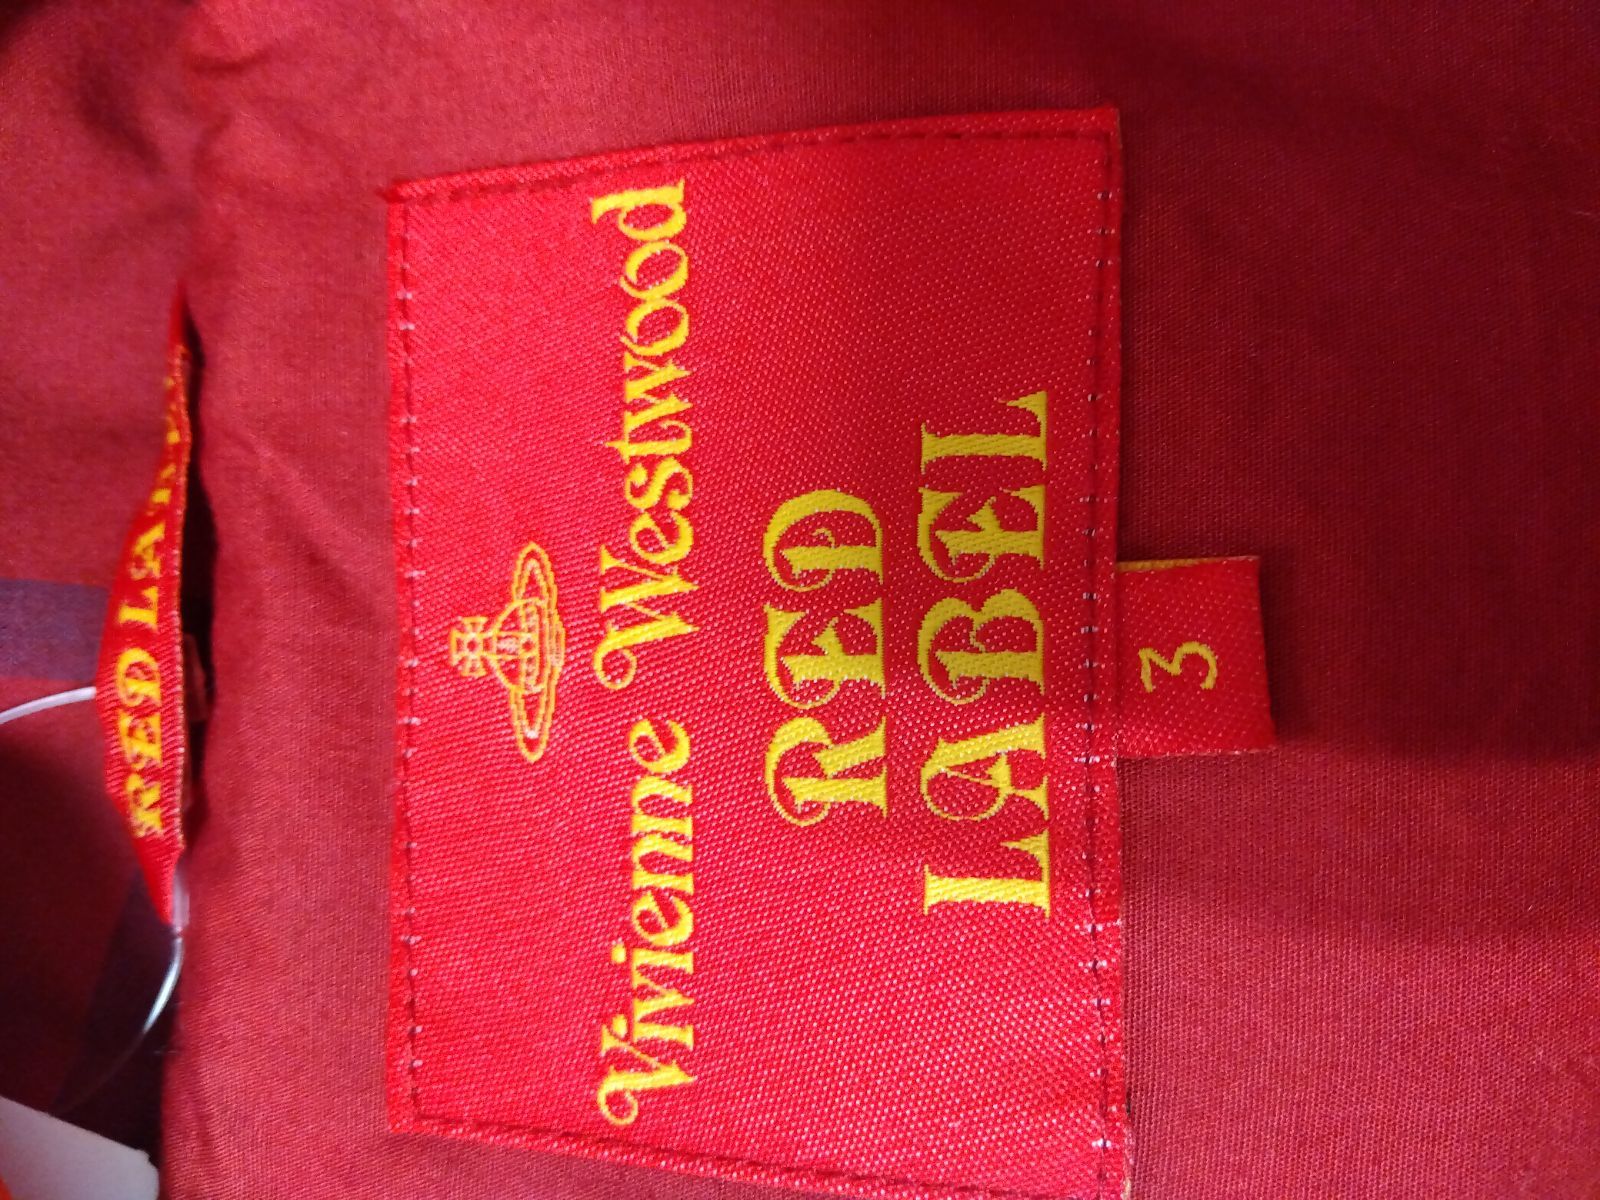 Vivienne Westwood
RED
LABEL
3
RED LA